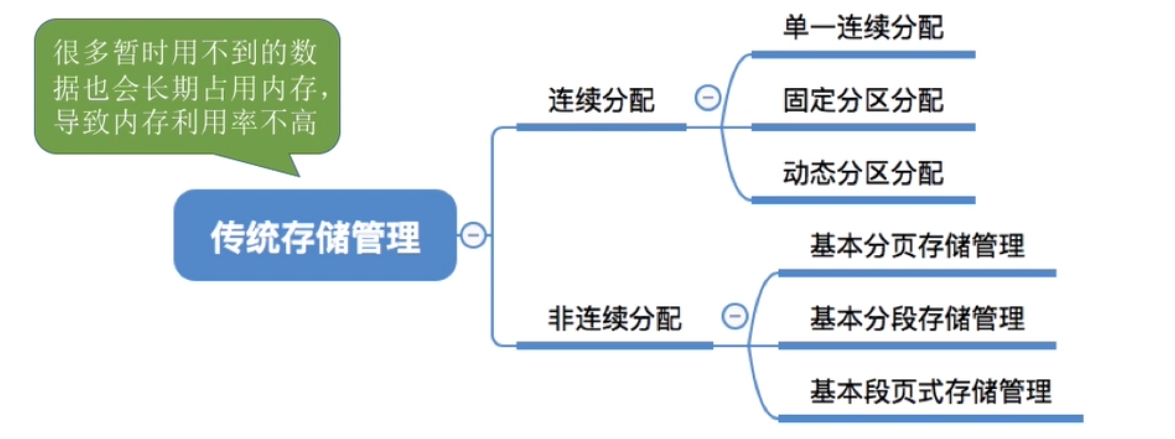 很多暂时用不到的数
据也会长期占用内存，
导致内存利用率不高
传统存储管理
连续分配
单一连续分配
固定分区分配
动态分区分配
非连续分配
基本分页存储管理
基本分段存储管理
基本段页式存储管理